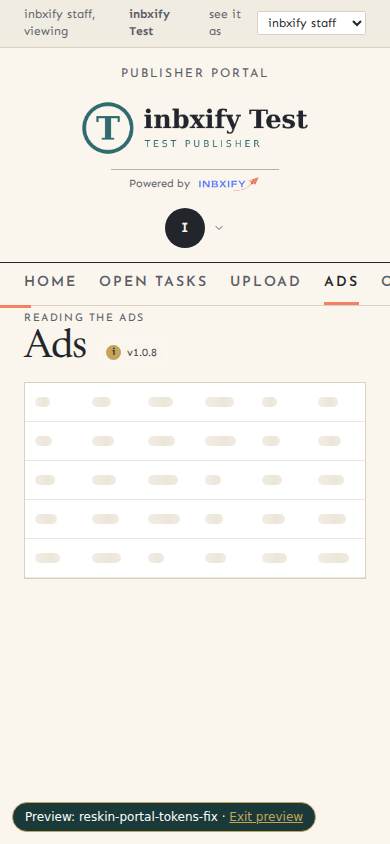 inbxify staff, viewing
inbxify Test
see it as
inbxify staff
PUBLISHER PORTAL
T
inbxify Test
TEST PUBLISHER
Powered by INBXIFY
I
HOME OPEN TASKS UPLOAD ADS
READING THE ADS
Ads
i v1.0.8
Preview: reskin-portal-tokens-fix · Exit preview